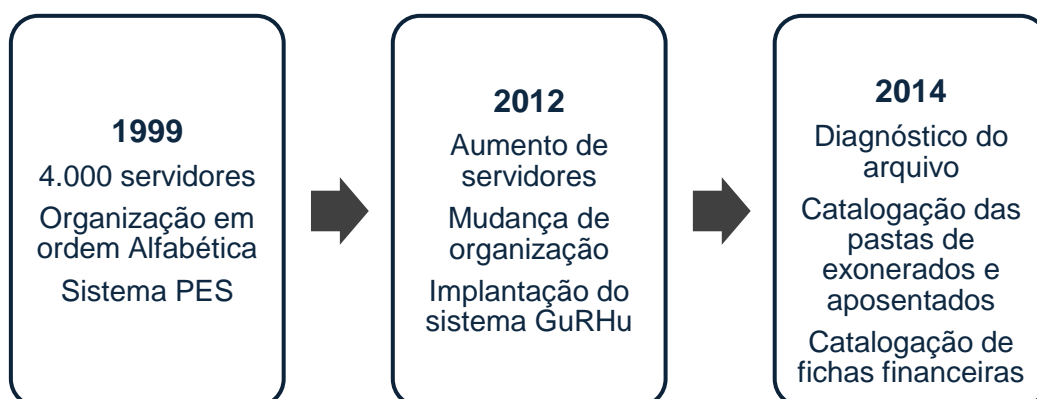 1999
4.000 servidores
Organização em
ordem Alfabética
Sistema PES
2012
Aumento de
servidores
Mudança de
organização
Implantação do
sistema GuRHu
2014
Diagnóstico do
arquivo
Catalogação das
pastas de
exonerados e
aposentados
Catalogação de
fichas financeiras